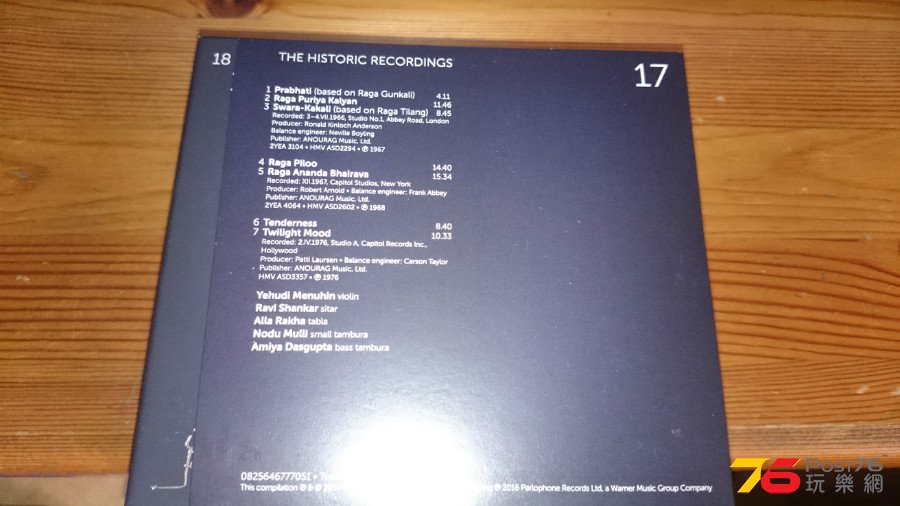 18
THE HISTORIC RECORDINGS
17
1 Prabhati (based on Raga Gunkali) 4.11
2 Raga Puriya Kalyan 11.46
3 Swara-Kakali (based on Raga Tilang) 8.45
Recorded: 3–4.VII.1966, Studio No.1, Abbey Road, London
Producer: Ronald Kinloch Anderson
Balance engineer: Neville Boyling
Publisher: ANOURAG Music, Ltd.
2YEA 3104 • HMV ASD2294 • ℗ 1967
4 Raga Piloo 14.40
5 Raga Ananda Bhairava 15.34
Recorded: XII.1967, Capitol Studios, New York
Producer: Robert Arnold • Balance engineer: Frank Abbey
Publisher: ANOURAG Music, Ltd.
2YEA 4064 • HMV ASD2602 • ℗ 1968
6 Tenderness 8.40
7 Twilight Mood 10.33
Recorded: 2.IV.1976, Studio A, Capitol Records Inc.,
Hollywood
Producer: Patti Laursen • Balance engineer: Carson Taylor
Publisher: ANOURAG Music, Ltd.
HMV ASD3357 • ℗ 1976
Yehudi Menuhin violin
Ravi Shankar sitar
Alla Rakha tabla
Nodu Mulli small tambura
Amiya Dasgupta bass tambura
0825646777051 •
This compilation ℗ & © ℗ 2016 Parlophone Records Ltd, a Warner Music Group Company
76 Post76
玩樂網